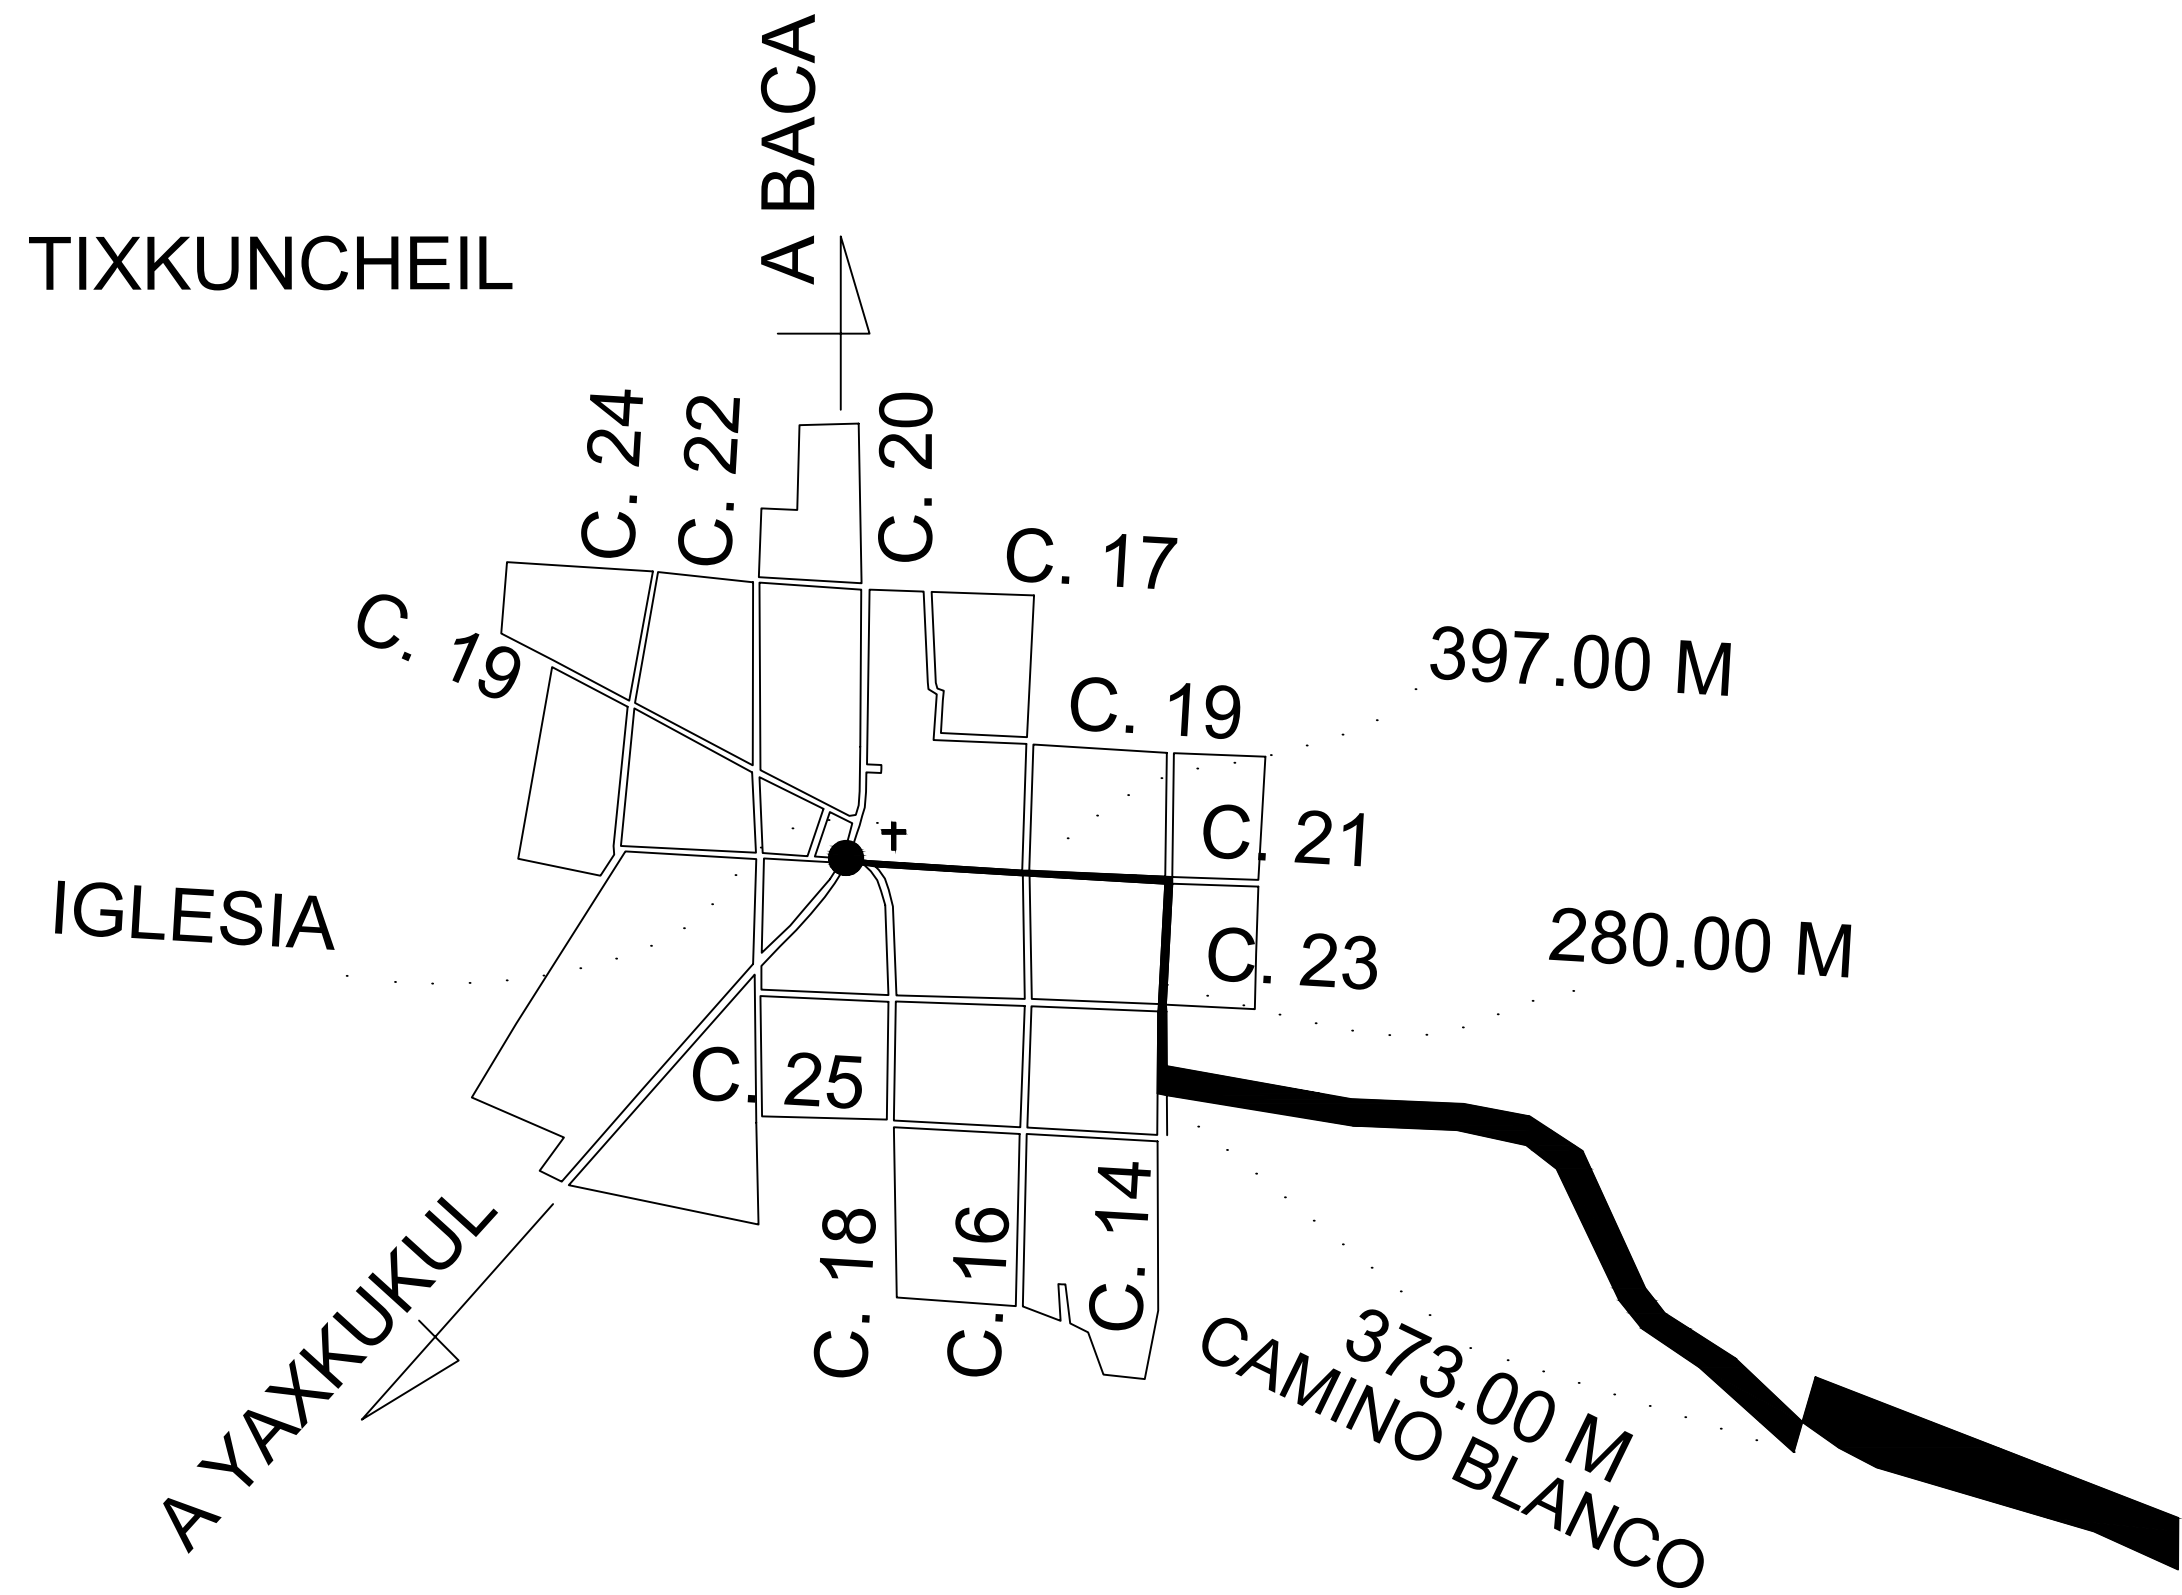 A BACA
TIXKUNCHEIL
C. 24
C. 22
C. 20
C. 17
C. 19
397.00 M
C. 19
C. 21
IGLESIA
C. 23
280.00 M
C. 25
C. 18
C. 16
C. 14
A YAXKUKUL
373.00 M
CAMINO BLANCO